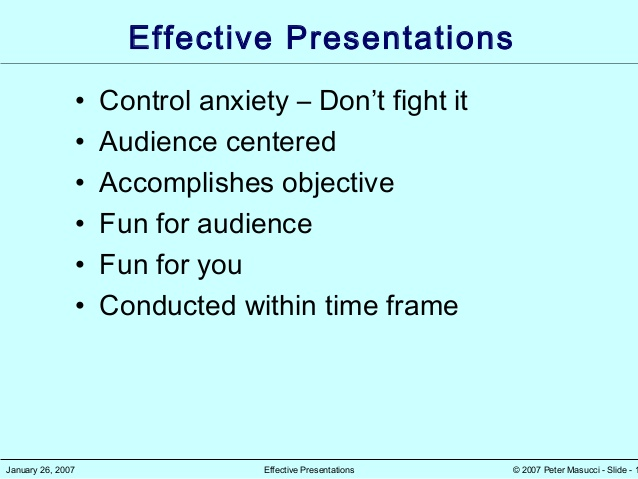 Effective Presentations
• Control anxiety – Don’t fight it
• Audience centered
• Accomplishes objective
• Fun for audience
• Fun for you
• Conducted within time frame
January 26, 2007 Effective Presentations © 2007 Peter Masucci - Slide - 1